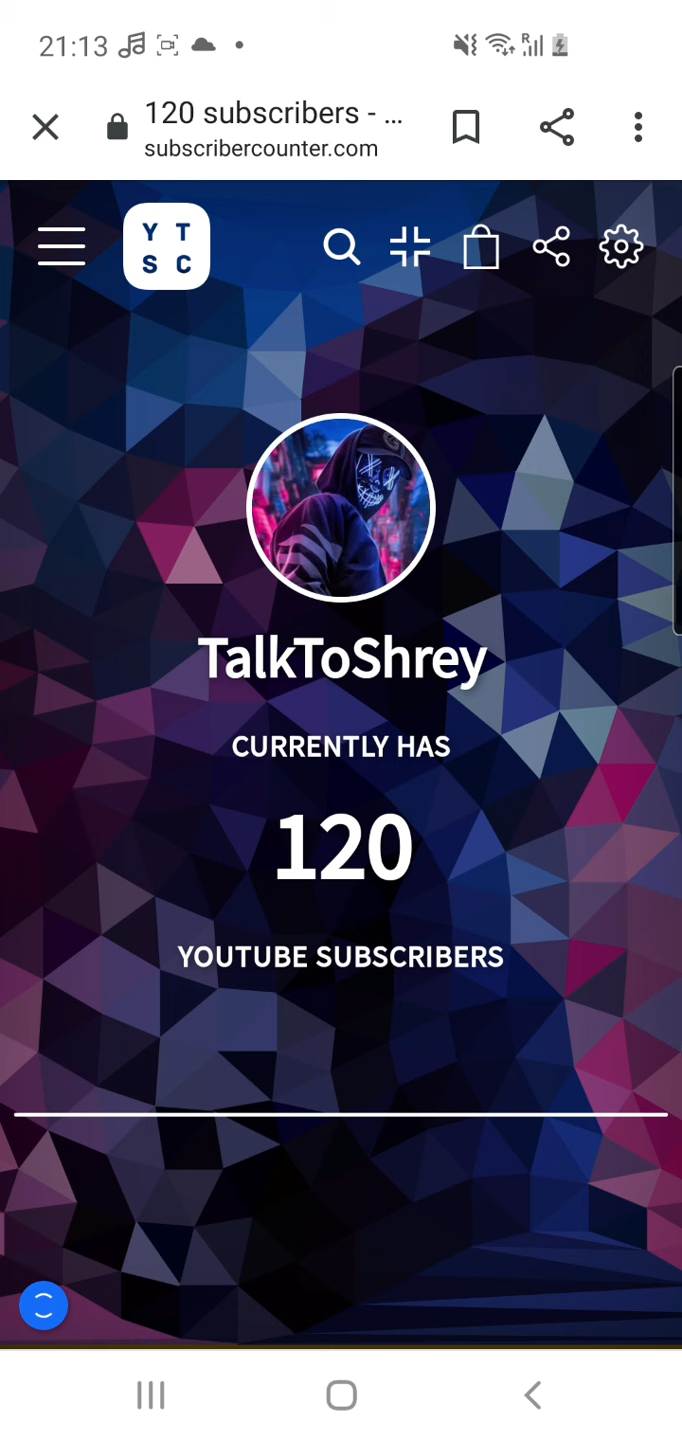 21:13
120 subscribers - ...
subscribercounter.com
Y T
S C
TalkToShrey
CURRENTLY HAS
120
YOUTUBE SUBSCRIBERS